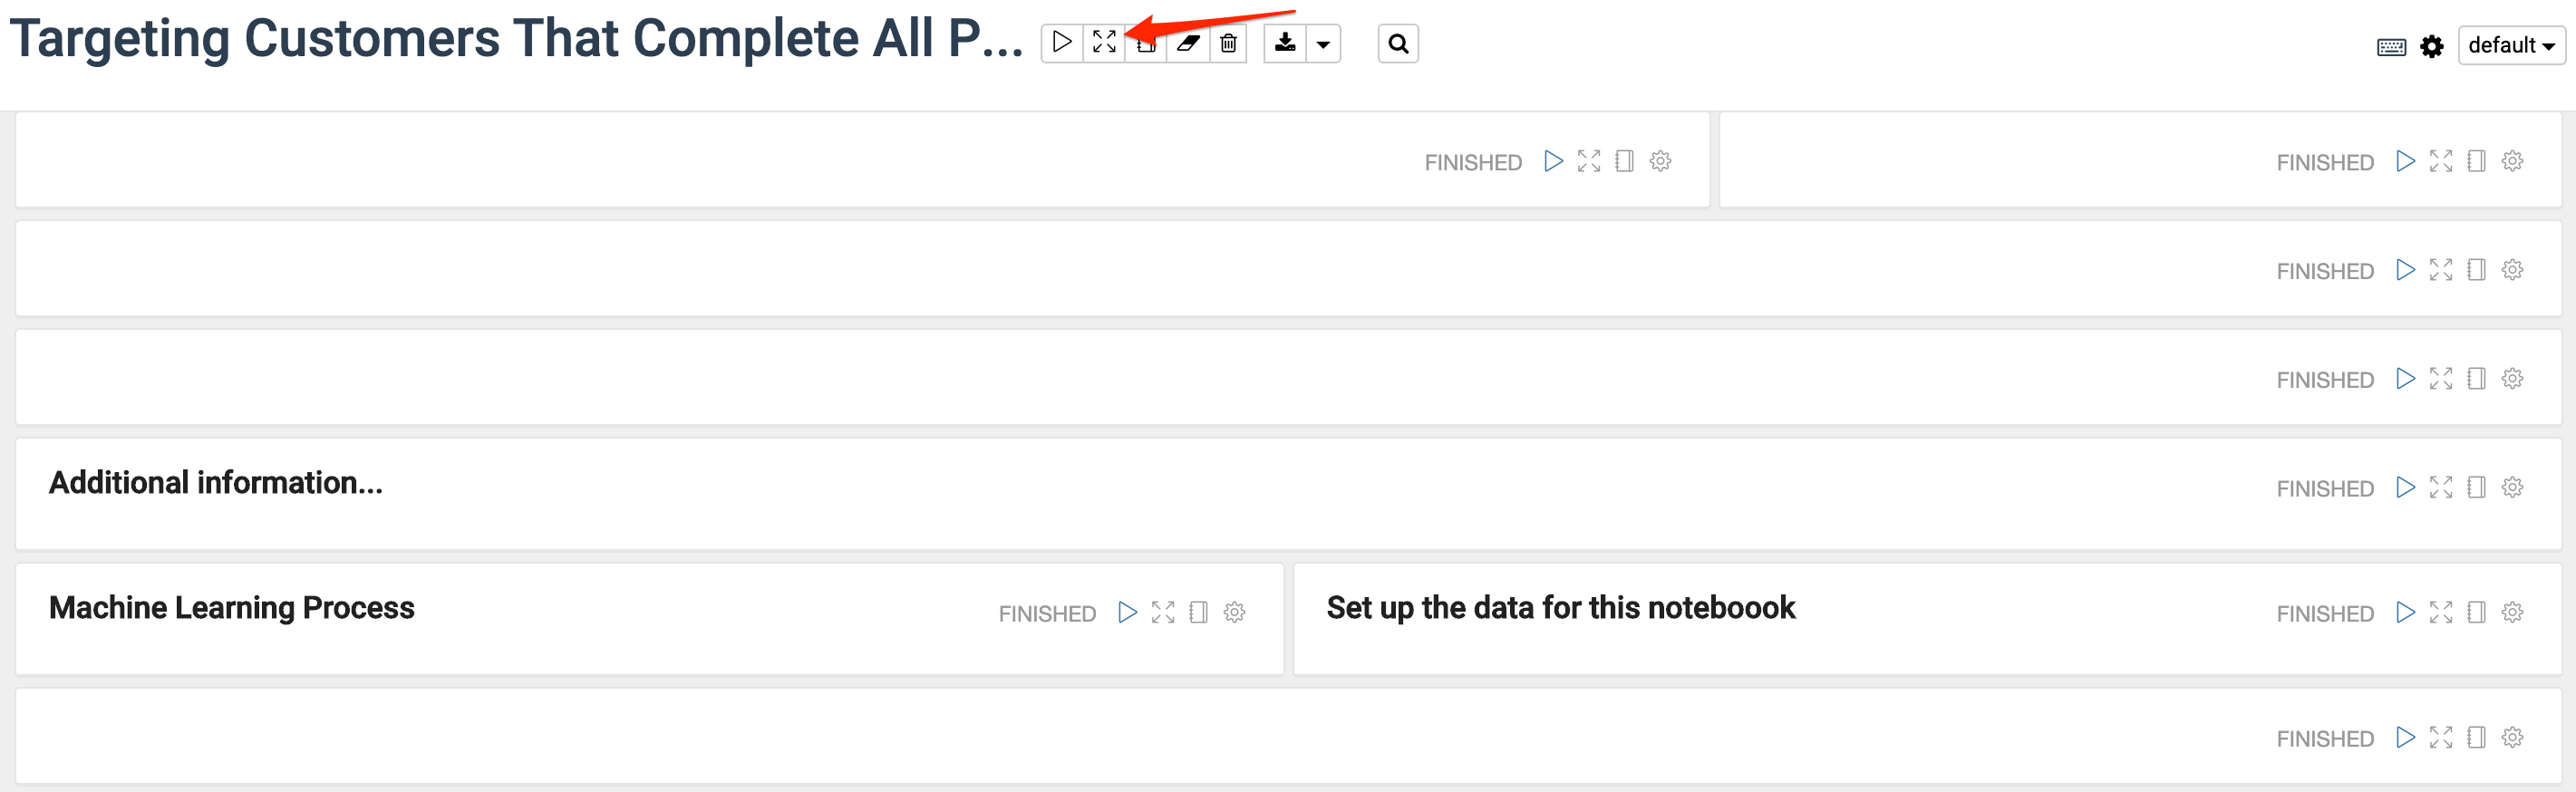 Targeting Customers That Complete All P...
default
FINISHED
FINISHED
FINISHED
FINISHED
Additional information...
FINISHED
Machine Learning Process
FINISHED
Set up the data for this noteboook
FINISHED
FINISHED